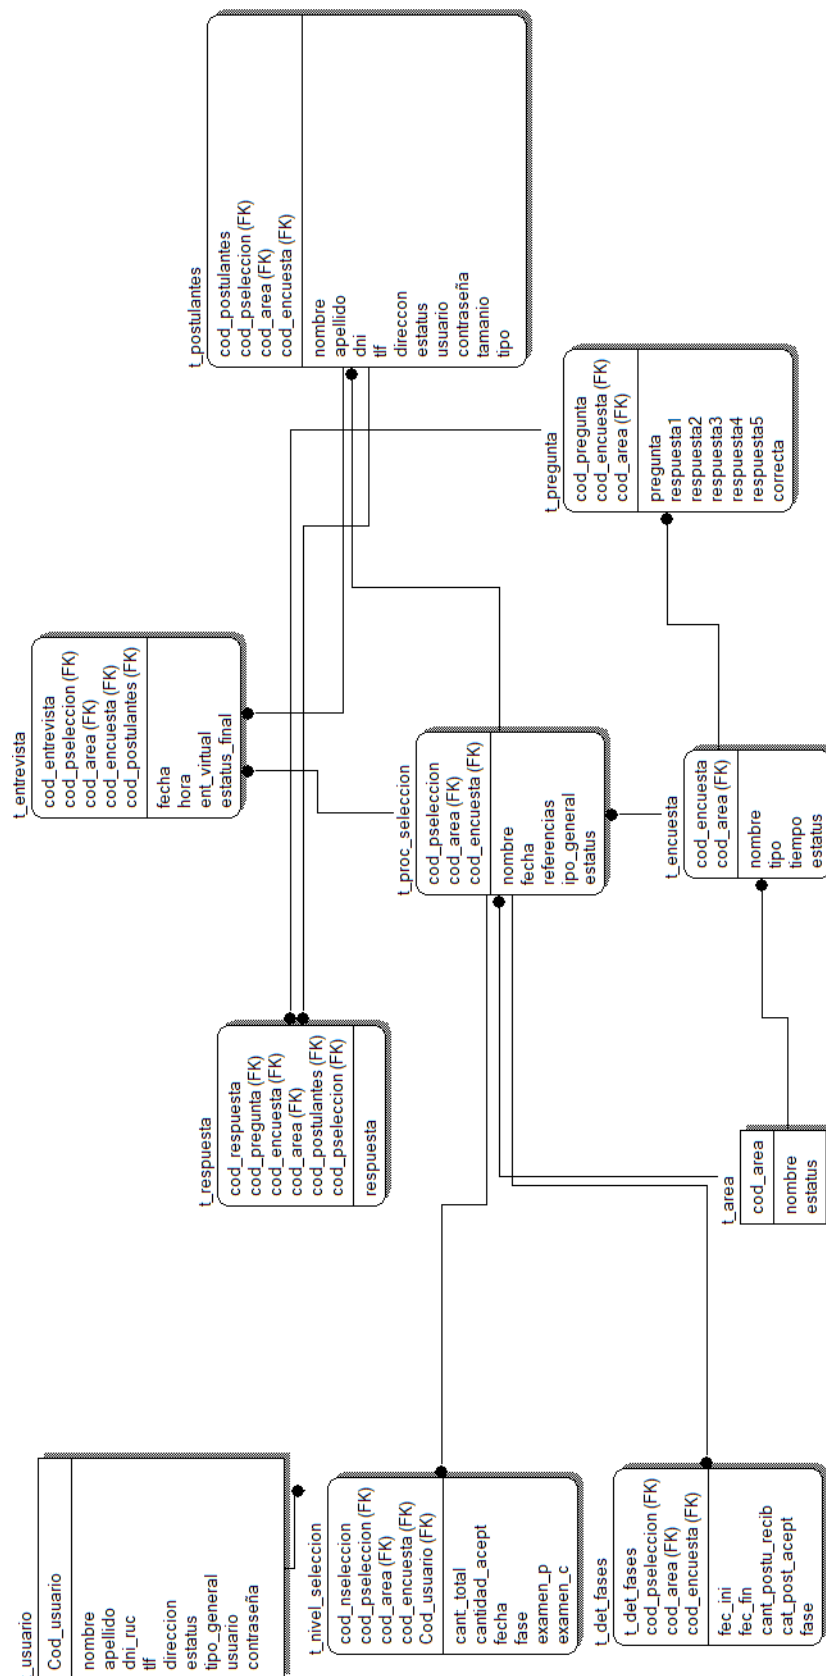 _usuario
Cod_usuario
nombre
apellido
dni_ruc
tlf
direccion
estatus
tipo_general
usuario
contraseña
t_nivel_seleccion
cod_nseleccion
cod_pseleccion (FK)
cod_area (FK)
cod_encuesta (FK)
Cod_usuario (FK)
cant_total
cantidad_acept
fecha
fase
examen_p
examen_c
t_det_fases
t_det_fases
cod_pseleccion (FK)
cod_area (FK)
cod_encuesta (FK)
fec_ini
fec_fin
cant_postu_recib
cat_post_acept
fase
t_respuesta
cod_respuesta
cod_pregunta (FK)
cod_encuesta (FK)
cod_area (FK)
cod_postulantes (FK)
cod_pseleccion (FK)
respuesta
t_area
cod_area
nombre
estatus
t_entrevista
cod_entrevista
cod_pseleccion (FK)
cod_area (FK)
cod_encuesta (FK)
cod_postulantes (FK)
fecha
hora
ent_virtual
estatus_final
t_proc_seleccion
cod_pseleccion
cod_area (FK)
cod_encuesta (FK)
nombre
fecha
referencias
ipo_general
estatus
t_encuesta
cod_encuesta
cod_area (FK)
nombre
tipo
tiempo
estatus
t_postulantes
cod_postulantes
cod_pseleccion (FK)
cod_area (FK)
cod_encuesta (FK)
nombre
apellido
dni
tlf
direccon
estatus
usuario
contraseña
tamanio
tipo
t_pregunta
cod_pregunta
cod_encuesta (FK)
cod_area (FK)
pregunta
respuesta1
respuesta2
respuesta3
respuesta4
respuesta5
correcta